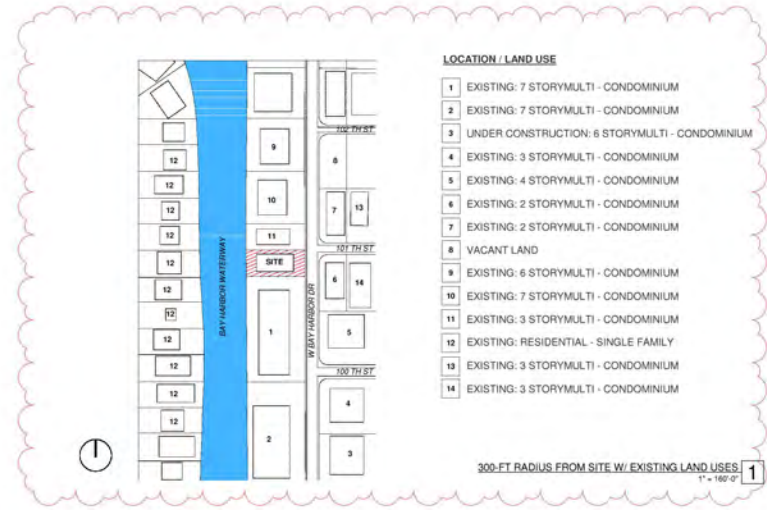 LOCATION / LAND USE
1 EXISTING: 7 STORYMULTI - CONDOMINIUM
2 EXISTING: 7 STORYMULTI - CONDOMINIUM
3 UNDER CONSTRUCTION: 6 STORYMULTI - CONDOMINIUM
4 EXISTING: 3 STORYMULTI - CONDOMINIUM
5 EXISTING: 4 STORYMULTI - CONDOMINIUM
6 EXISTING: 2 STORYMULTI - CONDOMINIUM
7 EXISTING: 2 STORYMULTI - CONDOMINIUM
8 VACANT LAND
9 EXISTING: 6 STORYMULTI - CONDOMINIUM
10 EXISTING: 7 STORYMULTI - CONDOMINIUM
11 EXISTING: 3 STORYMULTI - CONDOMINIUM
12 EXISTING: RESIDENTIAL - SINGLE FAMILY
13 EXISTING: 3 STORYMULTI - CONDOMINIUM
14 EXISTING: 3 STORYMULTI - CONDOMINIUM
102 TH ST
9
8
12
12
10
7
13
12
12
11
101 TH ST
12
SITE
6
14
12
BAY HARBOR WATERWAY
W BAY HARBOR DR
12
1
5
12
12
100 TH ST
12
4
12
2
3
300-FT RADIUS FROM SITE W/ EXISTING LAND USES 1
1" = 160'-0"